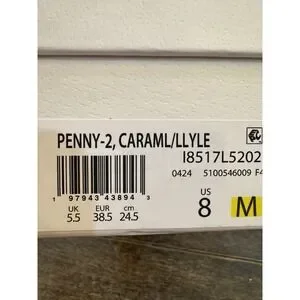 PENNY-2, CARAML/LLYLE
I8517L5202
0424 5100546009 F4
1 97943 43894 3
UK EUR cm
5.5 38.5 24.5
US
8 M